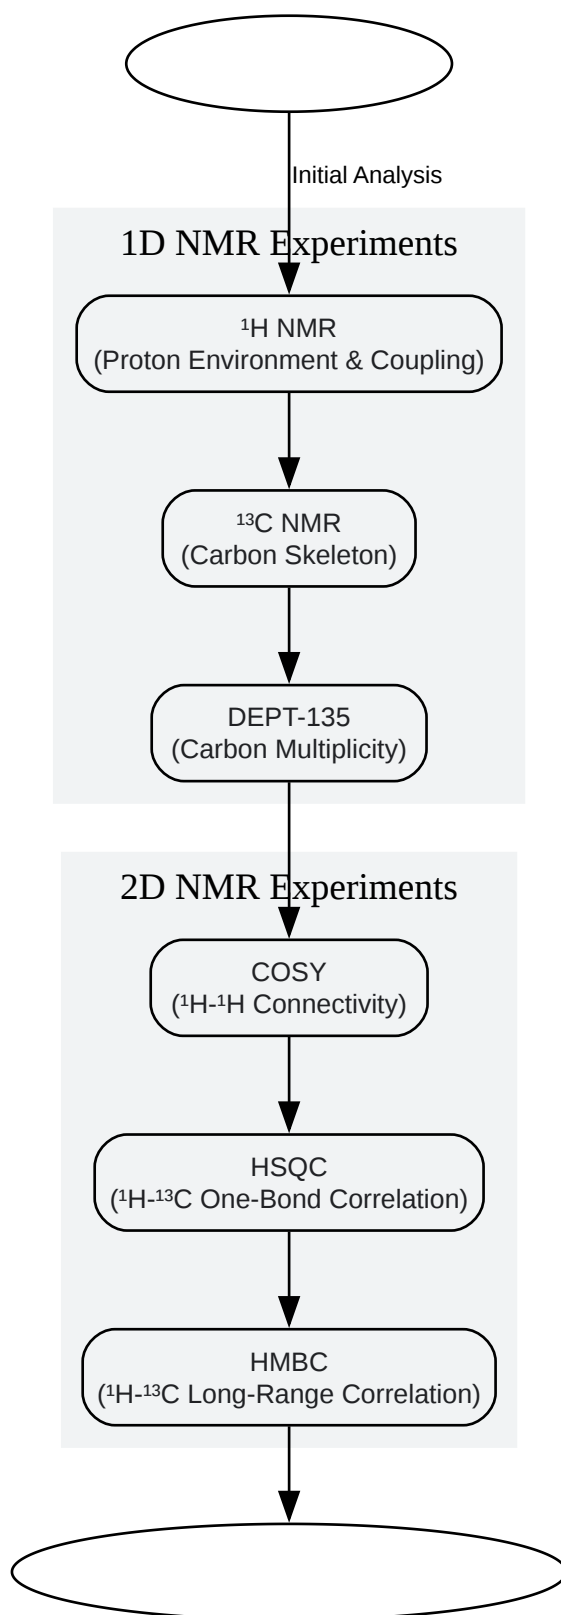 Initial Analysis
1D NMR Experiments
¹H NMR
(Proton Environment & Coupling)
¹³C NMR
(Carbon Skeleton)
DEPT-135
(Carbon Multiplicity)
2D NMR Experiments
COSY
(¹H-¹H Connectivity)
HSQC
(¹H-¹³C One-Bond Correlation)
HMBC
(¹H-¹³C Long-Range Correlation)